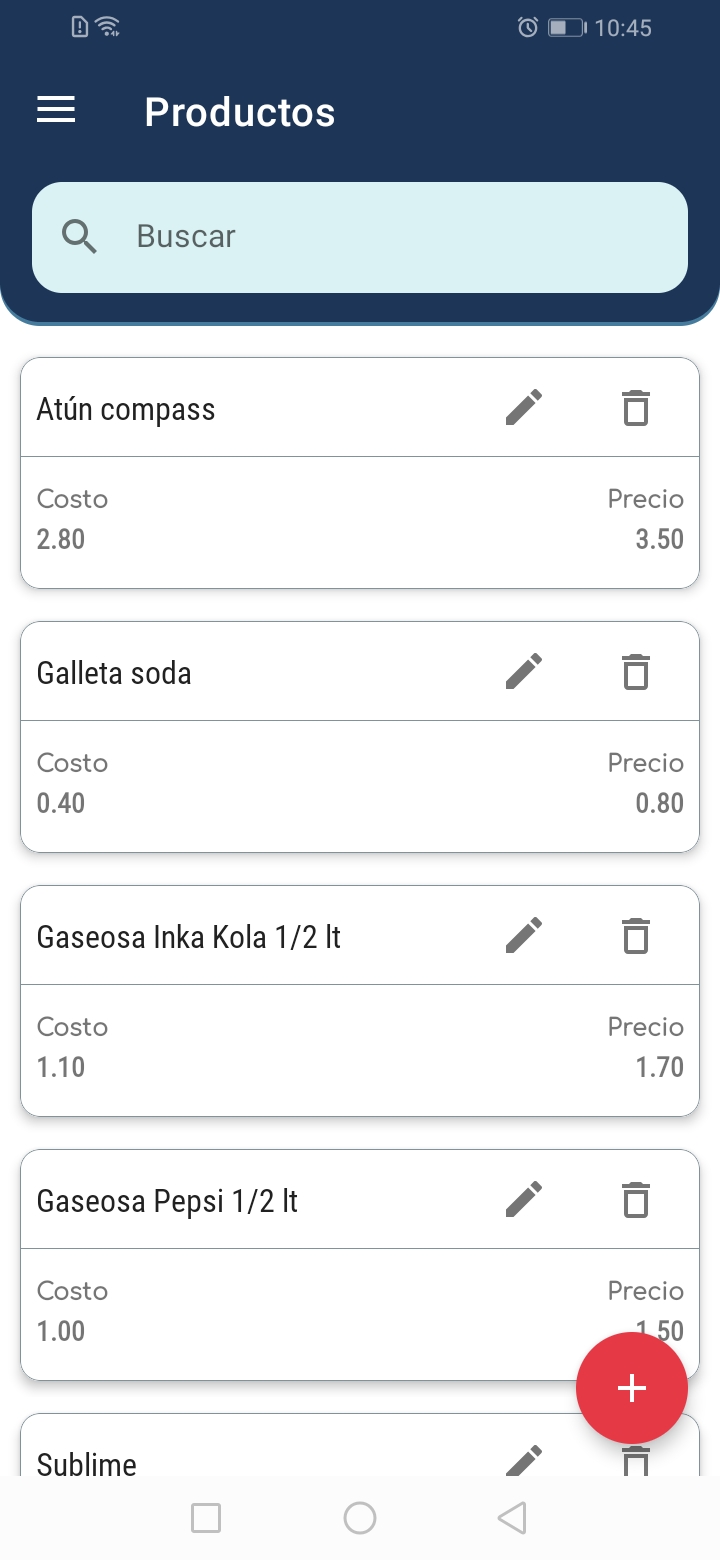 10:45
Productos
Buscar
Atún compass
Costo Precio
2.80 3.50
Galleta soda
Costo Precio
0.40 0.80
Gaseosa Inka Kola 1/2 lt
Costo Precio
1.10 1.70
Gaseosa Pepsi 1/2 lt
Costo Precio
1.00 1.50
Sublime